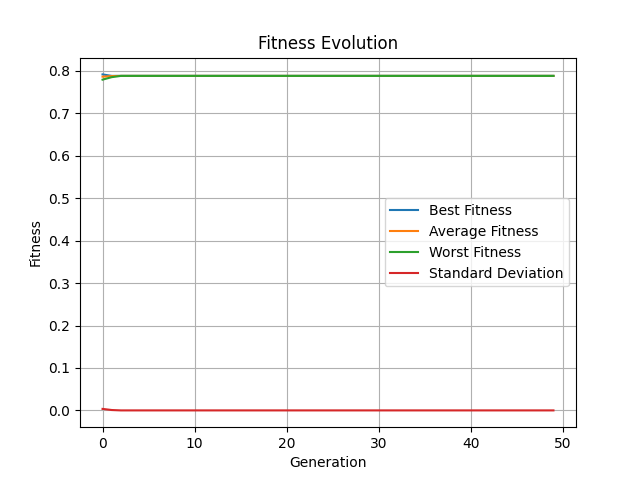 Fitness Evolution
Fitness
0.8
0.7
0.6
0.5
0.4
0.3
0.2
0.1
0.0
Best Fitness
Average Fitness
Worst Fitness
Standard Deviation
0 10 20 30 40 50
Generation